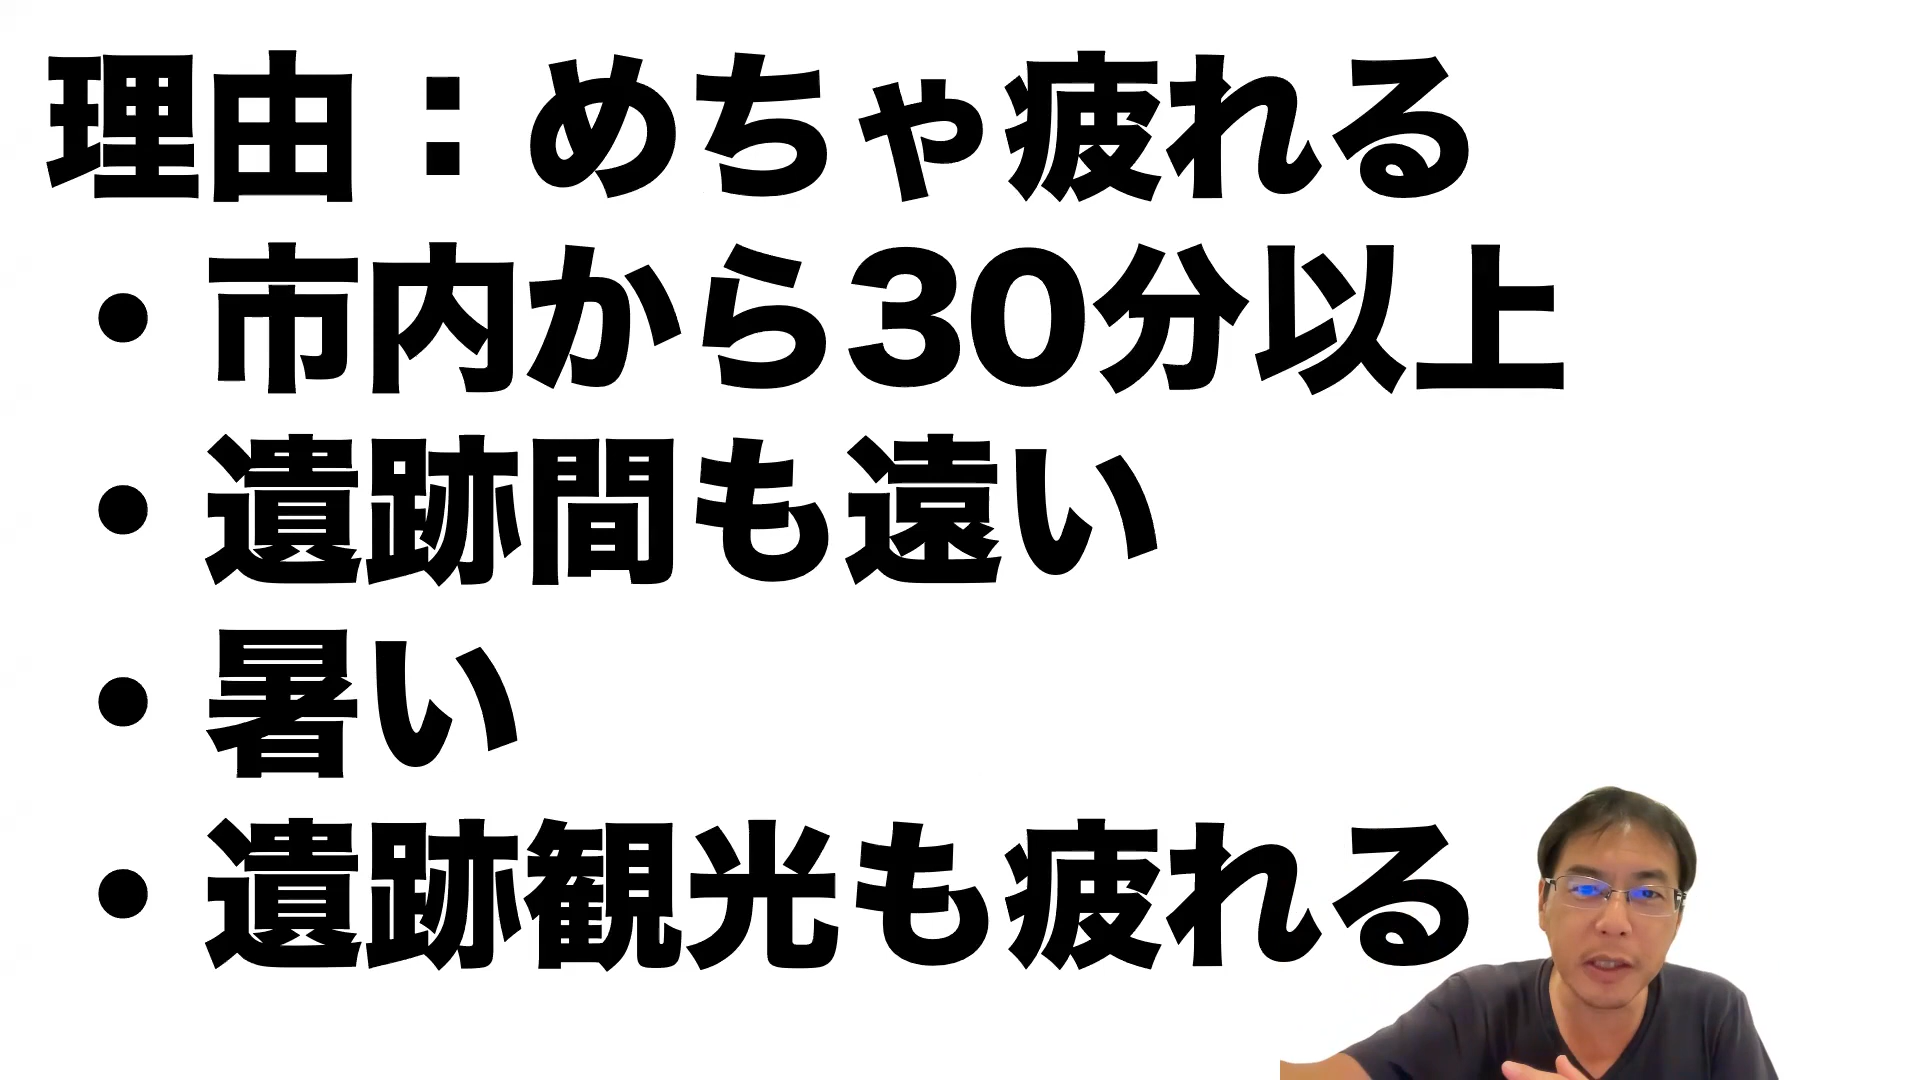 理由：めちゃ疲れる
・市内から30分以上
・遺跡間も遠い
・暑い
・遺跡観光も疲れる